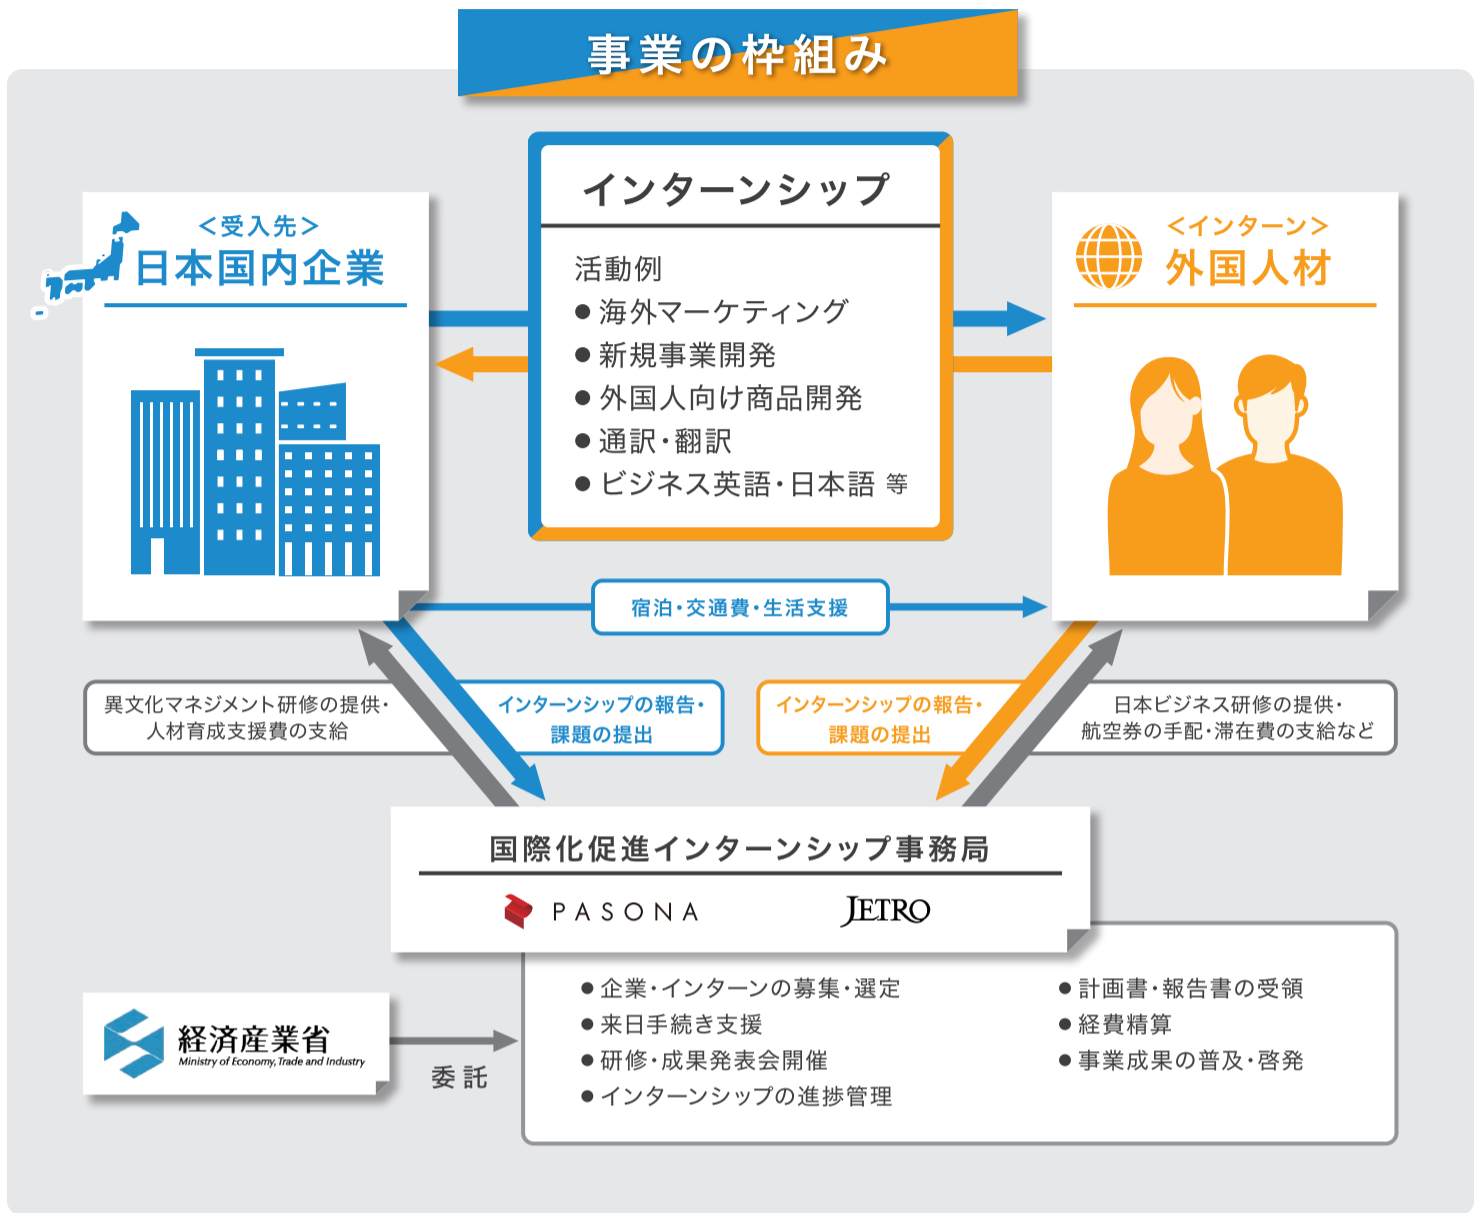 事業の枠組み
インターンシップ
活動例
●海外マーケティング
●新規事業開発
●外国人向け商品開発
●通訳・翻訳
●ビジネス英語・日本語 等
＜受入先＞
日本国内企業
＜インターン＞
外国人材
宿泊・交通費・生活支援
異文化マネジメント研修の提供・
人材育成支援費の支給
インターンシップの報告・
課題の提出
インターンシップの報告・
課題の提出
日本ビジネス研修の提供・
航空券の手配・滞在費の支給など
国際化促進インターンシップ事務局
PASONA
JETRO
経済産業省
Ministry of Economy, Trade and Industry
委託
●企業・インターンの募集・選定
●来日手続き支援
●研修・成果発表会開催
●インターンシップの進捗管理
●計画書・報告書の受領
●経費精算
●事業成果の普及・啓発